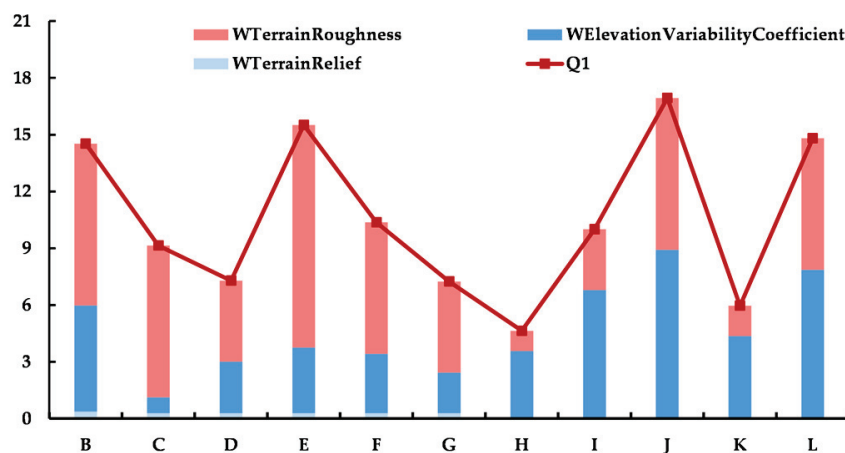 21
18
15
12
9
6
3
0
WTerrainRoughness WElevationVariabilityCoefficient
WTerrainRelief Q1
B C D E F G H I J K L